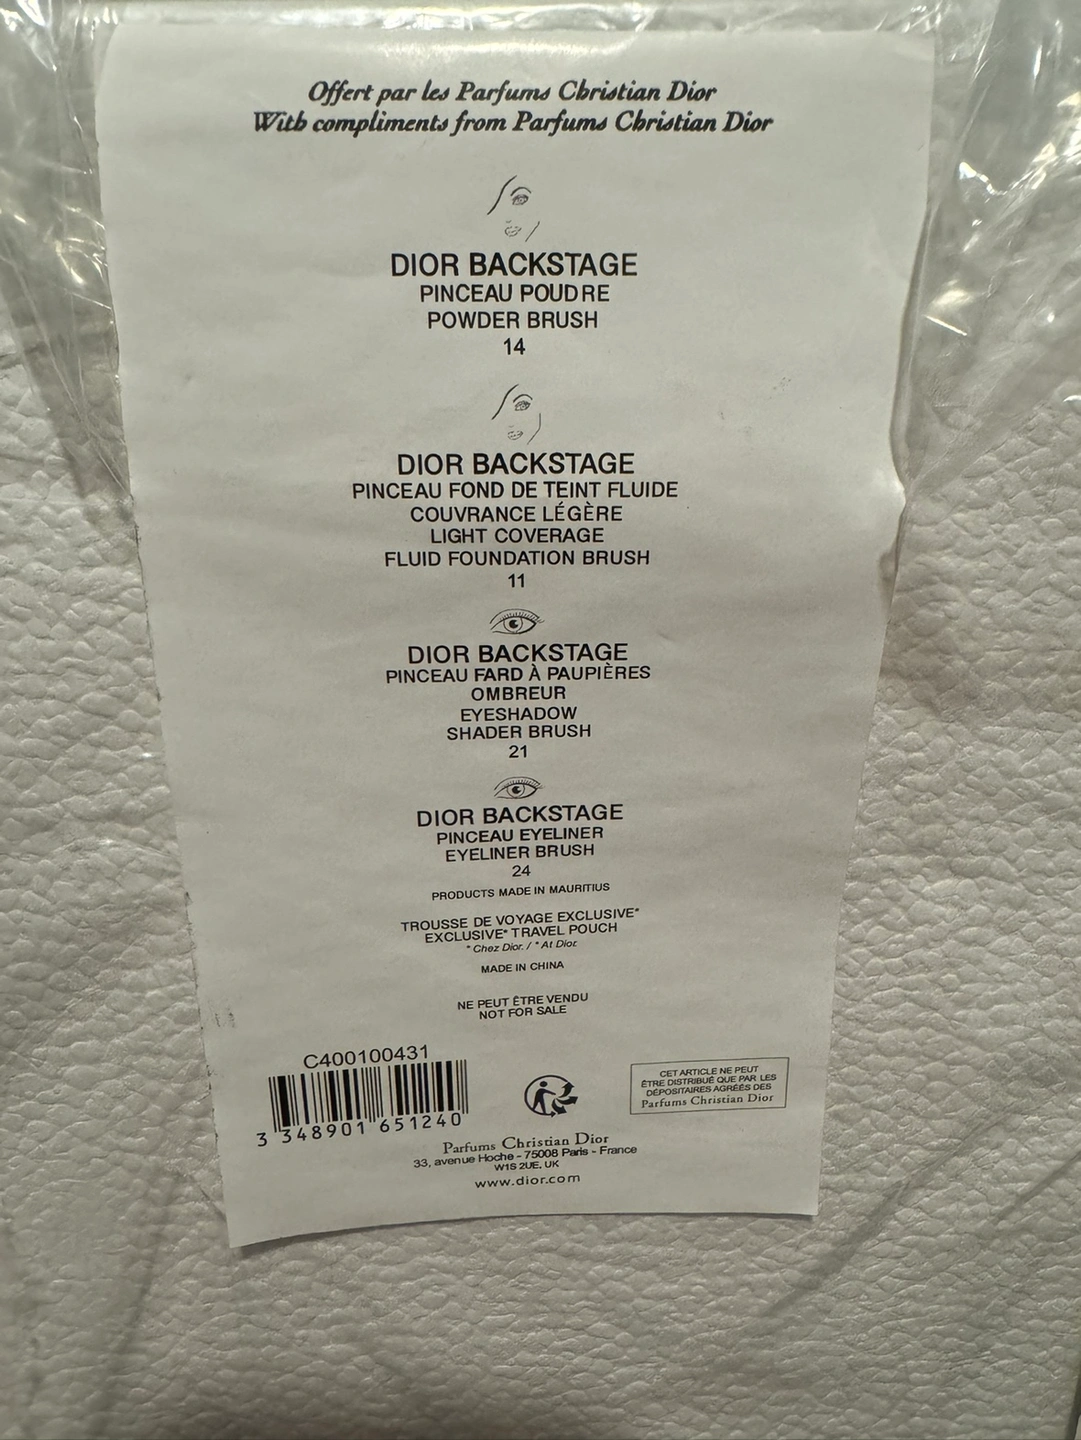 Offert par les Parfums Christian Dior
With compliments from Parfums Christian Dior
DIOR BACKSTAGE
PINCEAU POUDRE
POWDER BRUSH
14
DIOR BACKSTAGE
PINCEAU FOND DE TEINT FLUIDE
COUVRANCE LÉGÈRE
LIGHT COVERAGE
FLUID FOUNDATION BRUSH
11
DIOR BACKSTAGE
PINCEAU FARD À PAUPIÈRES
OMBREUR
EYESHADOW
SHADER BRUSH
21
DIOR BACKSTAGE
PINCEAU EYELINER
EYELINER BRUSH
24
PRODUCTS MADE IN MAURITIUS
TROUSSE DE VOYAGE EXCLUSIVE*
EXCLUSIVE* TRAVEL POUCH
* Chez Dior. / * At Dior.
MADE IN CHINA
NE PEUT ÊTRE VENDU
NOT FOR SALE
C400100431
3 348901 651240
CET ARTICLE NE PEUT
ÊTRE DISTRIBUÉ QUE PAR LES
DÉPOSITAIRES AGRÉÉS DES
Parfums Christian Dior
Parfums Christian Dior
33, avenue Hoche - 75008 Paris - France
W1S 2UE, UK
www.dior.com